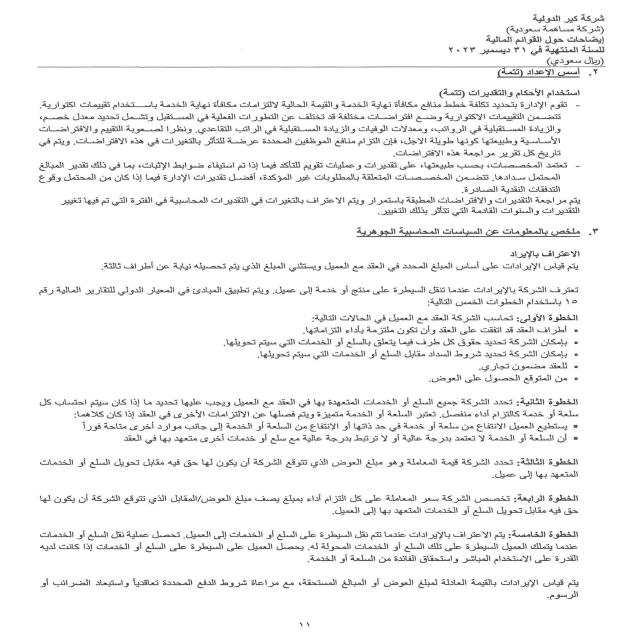 شركة كير الدولية
(شركة مساهمة سعودية)
إيضاحات حول القوائم المالية
للسنة المنتهية في ٣١ ديسمبر ٢٠٢٣
(ريال سعودي)
٢. أسس الإعداد (تتمة)
استخدام الأحكام والتقديرات (تتمة)
- تقوم الإدارة بتحديد تكلفة خطط منافع مكافأة نهاية الخدمة والقيمة الحالية لالتزامات مكافأة نهاية الخدمة باستخدام تقييمات اكتوارية.
تتضمن التقييمات الاكتوارية وضع افتراضات مختلفة قد تختلف عن التطورات الفعلية في المستقبل وتشمل تحديد معدل خصم،
والزيادة المستقبلية في الرواتب، ومعدلات الوفيات والزيادة المستقبلية في الراتب التقاعدي. ونظرا لصعوبة التقييم والافتراضات
الأساسية وطبيعتها كونها طويلة الاجل، فإن التزام منافع الموظفين المحددة عرضة للتأثر بالتغيرات في هذه الافتراضات. ويتم في
تاريخ كل تقرير مراجعة هذه الافتراضات.
- تعتمد المخصصات، بحسب طبيعتها، على تقديرات وعمليات تقويم للتأكد فيما إذا تم استيفاء ضوابط الإثبات، بما في ذلك تقدير المبالغ
المحتمل سدادها. تتضمن المخصصات المتعلقة بالمطلوبات غير المؤكدة، أفضل تقديرات الإدارة فيما إذا كان من المحتمل وقوع
التدفقات النقدية الصادرة.
يتم مراجعة التقديرات والافتراضات المطبقة باستمرار ويتم الاعتراف بالتغيرات في التقديرات المحاسبية في الفترة التي تم فيها تغيير
التقديرات والسنوات القادمة التي تتأثر بذلك التغيير.
٣. ملخص بالمعلومات عن السياسات المحاسبية الجوهرية
الاعتراف بالإيراد
يتم قياس الإيرادات على أساس المبلغ المحدد في العقد مع العميل ويستثني المبلغ الذي يتم تحصيله نيابة عن أطراف ثالثة.
تعترف الشركة بالإيرادات عندما تنقل السيطرة على منتج أو خدمة إلى عميل. ويتم تطبيق المبادئ في المعيار الدولي للتقارير المالية رقم
١٥ باستخدام الخطوات الخمس التالية:
الخطوة الأولى: تحاسب الشركة العقد مع العميل في الحالات التالية:
• أطراف العقد قد اتفقت على العقد وأن تكون ملتزمة بأداء التزاماتها.
• بإمكان الشركة تحديد حقوق كل طرف فيما يتعلق بالسلع أو الخدمات التي سيتم تحويلها.
• بإمكان الشركة تحديد شروط السداد مقابل السلع أو الخدمات التي سيتم تحويلها.
• للعقد مضمون تجاري.
• من المتوقع الحصول على العوض.
الخطوة الثانية: تحدد الشركة جميع السلع أو الخدمات المتعهدة بها في العقد مع العميل ويجب عليها تحديد ما إذا كان سيتم احتساب كل
سلعة أو خدمة كالتزام أداء منفصل. تعتبر السلعة أو الخدمة متميزة ويتم فصلها عن الالتزامات الأخرى في العقد إذا كان كلاهما:
• يستطيع العميل الانتفاع من سلعة أو خدمة في حد ذاتها أو الانتفاع من السلعة أو الخدمة إلى جانب موارد أخرى متاحة فوراً
• أن السلعة أو الخدمة لا تعتمد بدرجة عالية أو لا ترتبط بدرجة عالية مع سلع أو خدمات أخرى متعهد بها في العقد
الخطوة الثالثة: تحدد الشركة قيمة المعاملة وهو مبلغ العوض الذي تتوقع الشركة أن يكون لها حق فيه مقابل تحويل السلع أو الخدمات
المتعهد بها إلى عميل.
الخطوة الرابعة: تخصص الشركة سعر المعاملة على كل التزام أداء بمبلغ يصف مبلغ العوض/المقابل الذي تتوقع الشركة أن يكون لها
حق فيه مقابل تحويل السلع أو الخدمات المتعهد بها إلى العميل.
الخطوة الخامسة: يتم الاعتراف بالإيرادات عندما تتم نقل السيطرة على السلع أو الخدمات إلى العميل. تحصل عملية نقل السلع أو الخدمات
عندما يتملك العميل السيطرة على تلك السلع أو الخدمات المحولة له. يحصل العميل على السيطرة على السلع أو الخدمات إذا كانت لديه
القدرة على الاستخدام المباشر واستحقاق الفائدة من السلعة أو الخدمة.
يتم قياس الإيرادات بالقيمة العادلة لمبلغ العوض أو المبالغ المستحقة، مع مراعاة شروط الدفع المحددة تعاقدياً واستبعاد الضرائب أو
الرسوم.
١١